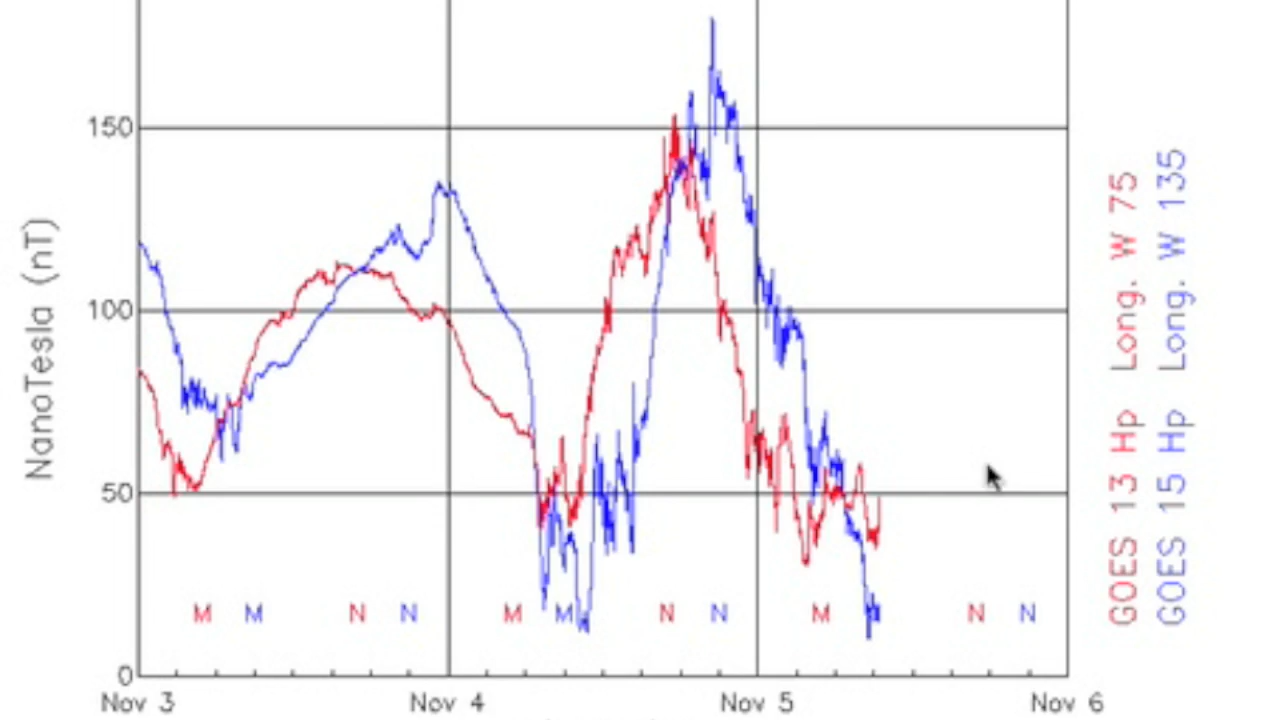 150
100
50
0
NanoTesla (nT)
M M N N M M N N M M N N
Nov 3 Nov 4 Nov 5 Nov 6
GOES 13 Hp Long. W 75
GOES 15 Hp Long. W 135